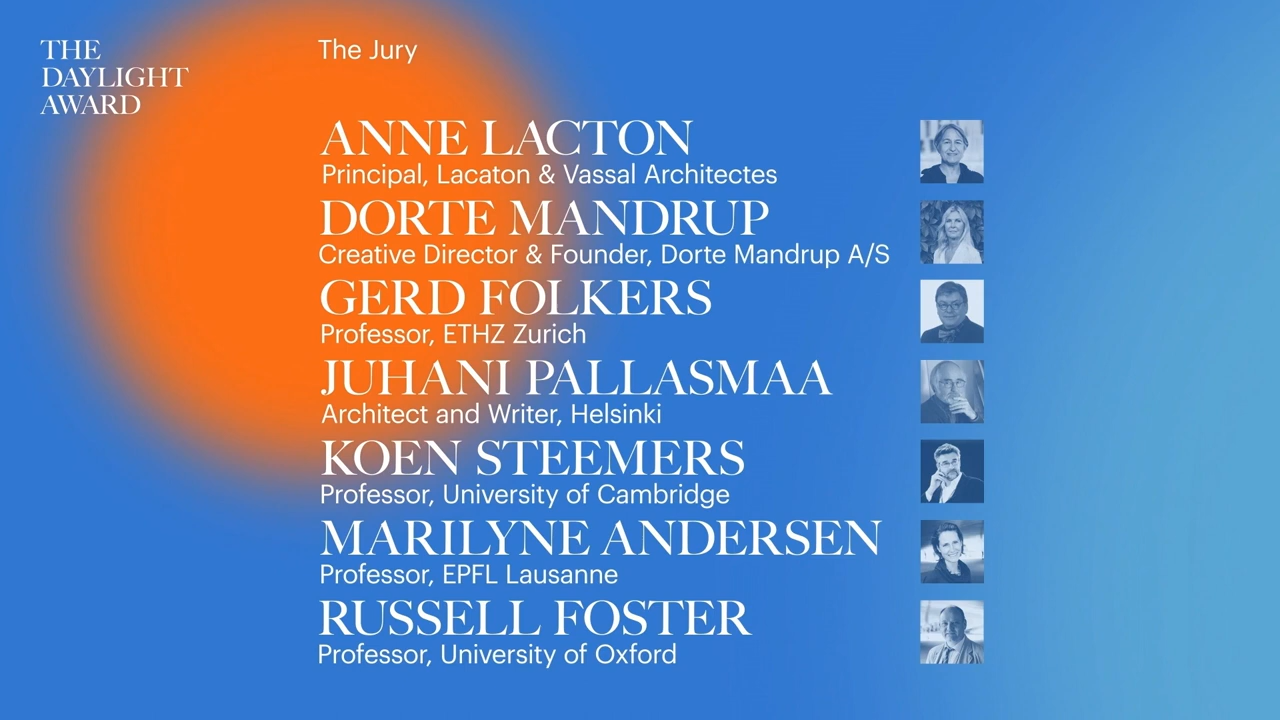 THE
DAYLIGHT
AWARD
The Jury
ANNE LACTON
Principal, Lacaton & Vassal Architectes
DORTE MANDRUP
Creative Director & Founder, Dorte Mandrup A/S
GERD FOLKERS
Professor, ETHZ Zurich
JUHANI PALLASMAA
Architect and Writer, Helsinki
KOEN STEEMERS
Professor, University of Cambridge
MARILYNE ANDERSEN
Professor, EPFL Lausanne
RUSSELL FOSTER
Professor, University of Oxford